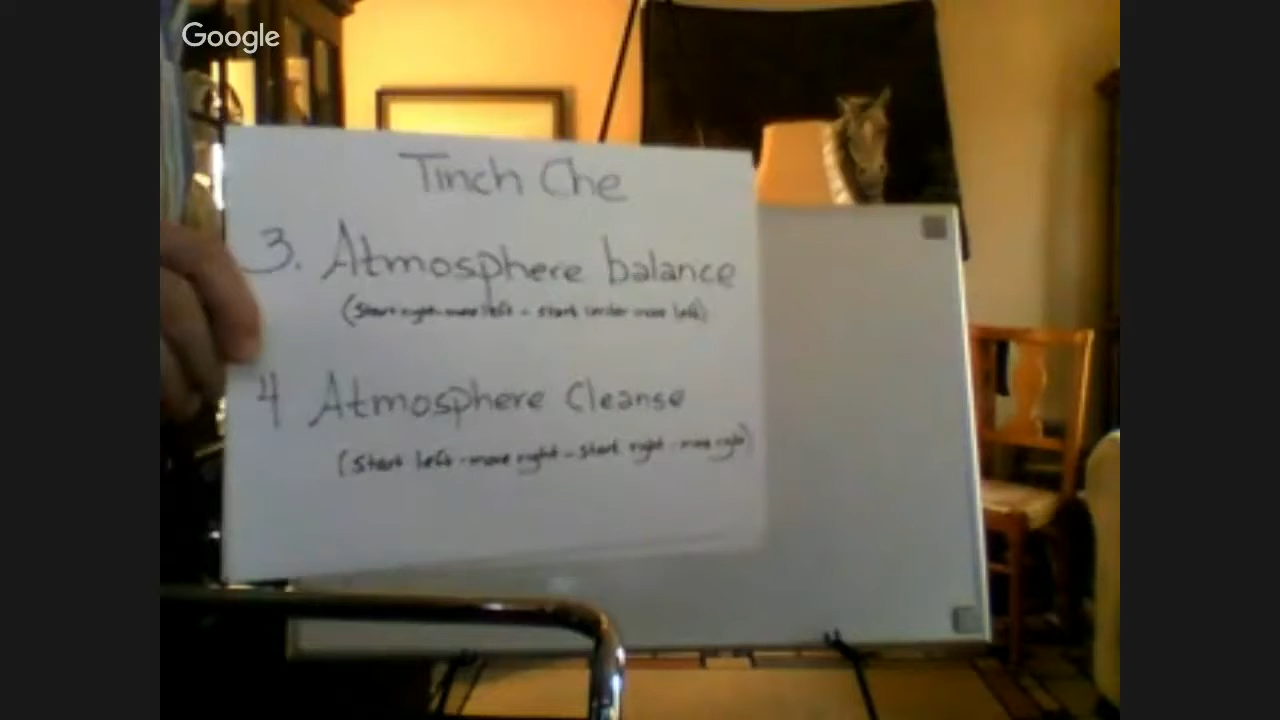 Google
Tinch Che
3. Atmosphere balance
(Start right-move left - start center move left)
4 Atmosphere Cleanse
(Start left-move right - start right - move right)